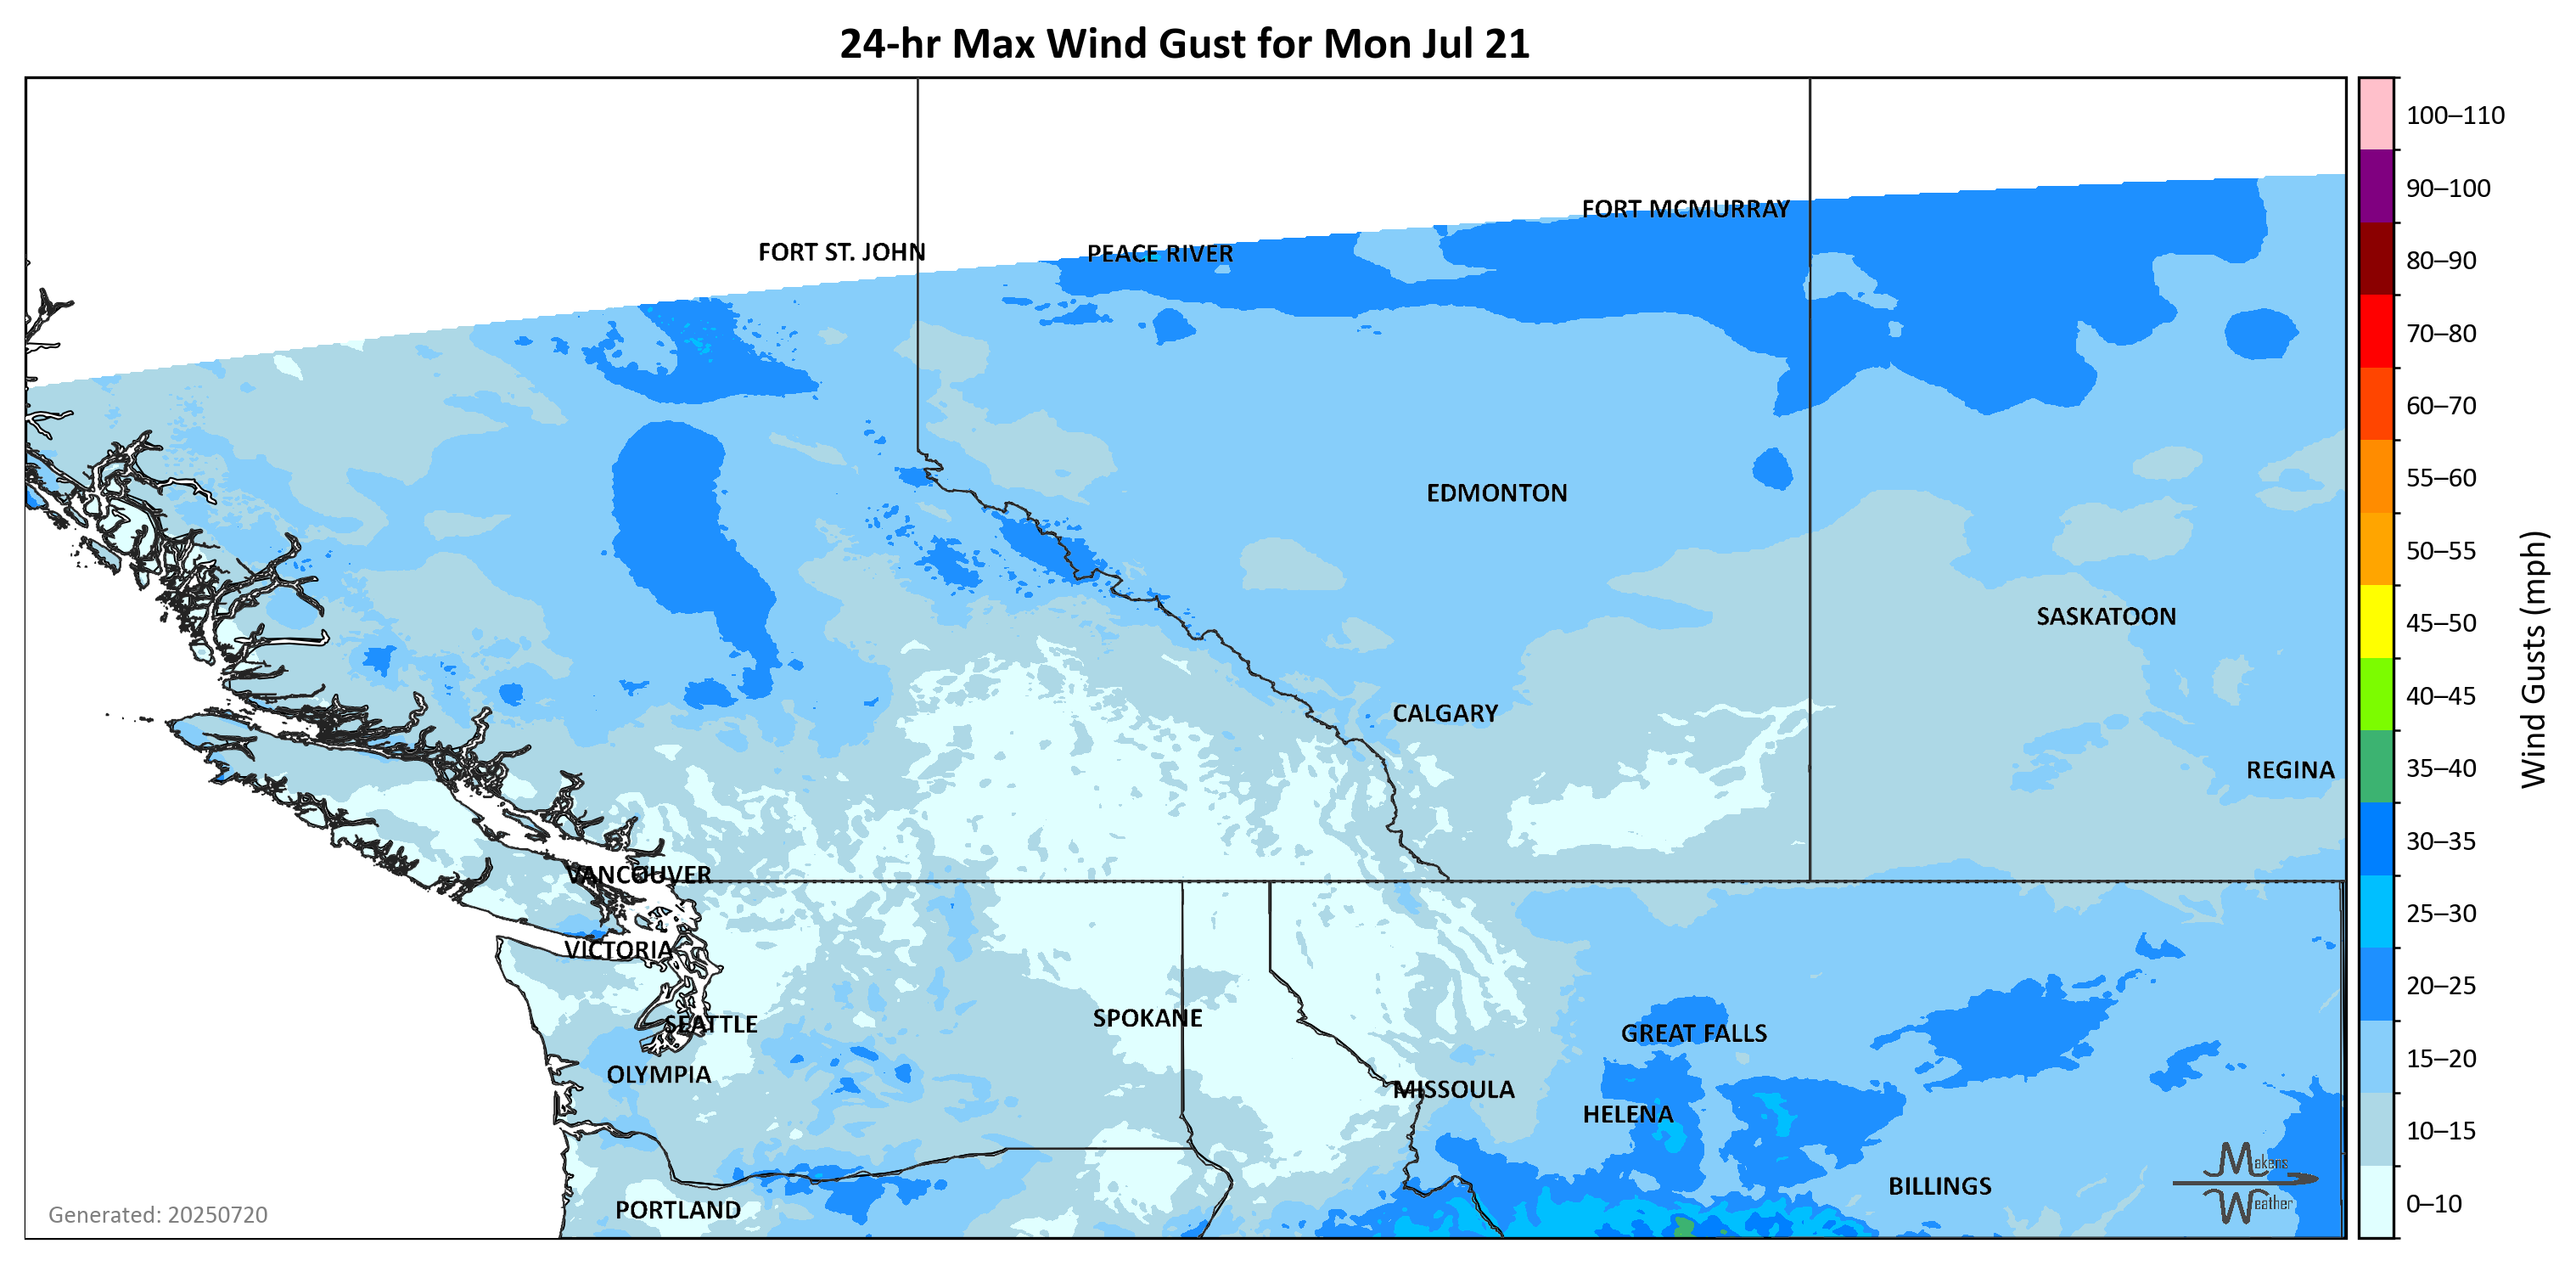 24-hr Max Wind Gust for Mon Jul 21
100–110
90–100
80–90
70–80
60–70
55–60
50–55
45–50
40–45
35–40
30–35
25–30
20–25
15–20
10–15
0–10
Wind Gusts (mph)
FORT MCMURRAY
FORT ST. JOHN
PEACE RIVER
EDMONTON
SASKATOON
CALGARY
REGINA
VANCOUVER
VICTORIA
SEATTLE
SPOKANE
GREAT FALLS
OLYMPIA
MISSOULA
HELENA
BILLINGS
PORTLAND
Makens
Weather
Generated: 20250720